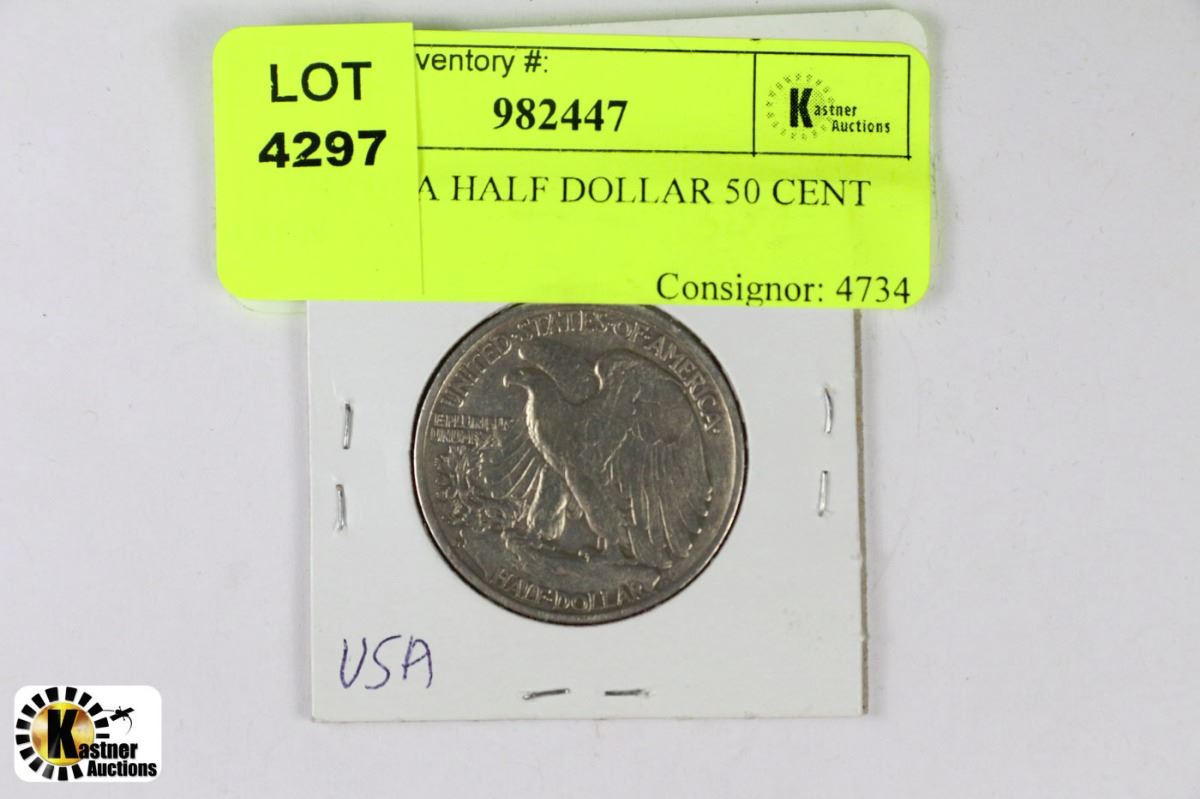 LOT
4297
ventory #:
982447
Kastner
Auctions
A HALF DOLLAR 50 CENT
Consignor: 4734
UNITED·STATES·OF·AMERICA·
E·PLURIBUS
UNUM
HALF·DOLLAR
USA
Kastner
Auctions